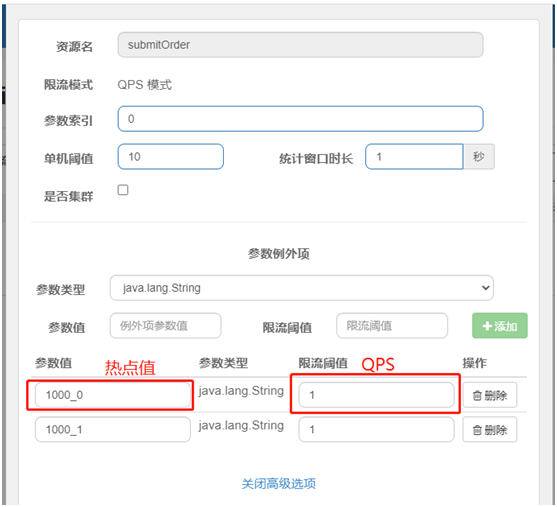 资源名 submitOrder
限流模式 QPS 模式
参数索引 0
单机阈值 10 统计窗口时长 1 秒
是否集群
参数例外项
参数类型 java.lang.String
参数值 例外项参数值 限流阈值 限流阈值 添加
参数值 热点值 参数类型 限流阈值 QPS 操作
1000_0 java.lang.String 1 删除
1000_1 java.lang.String 1 删除
关闭高级选项